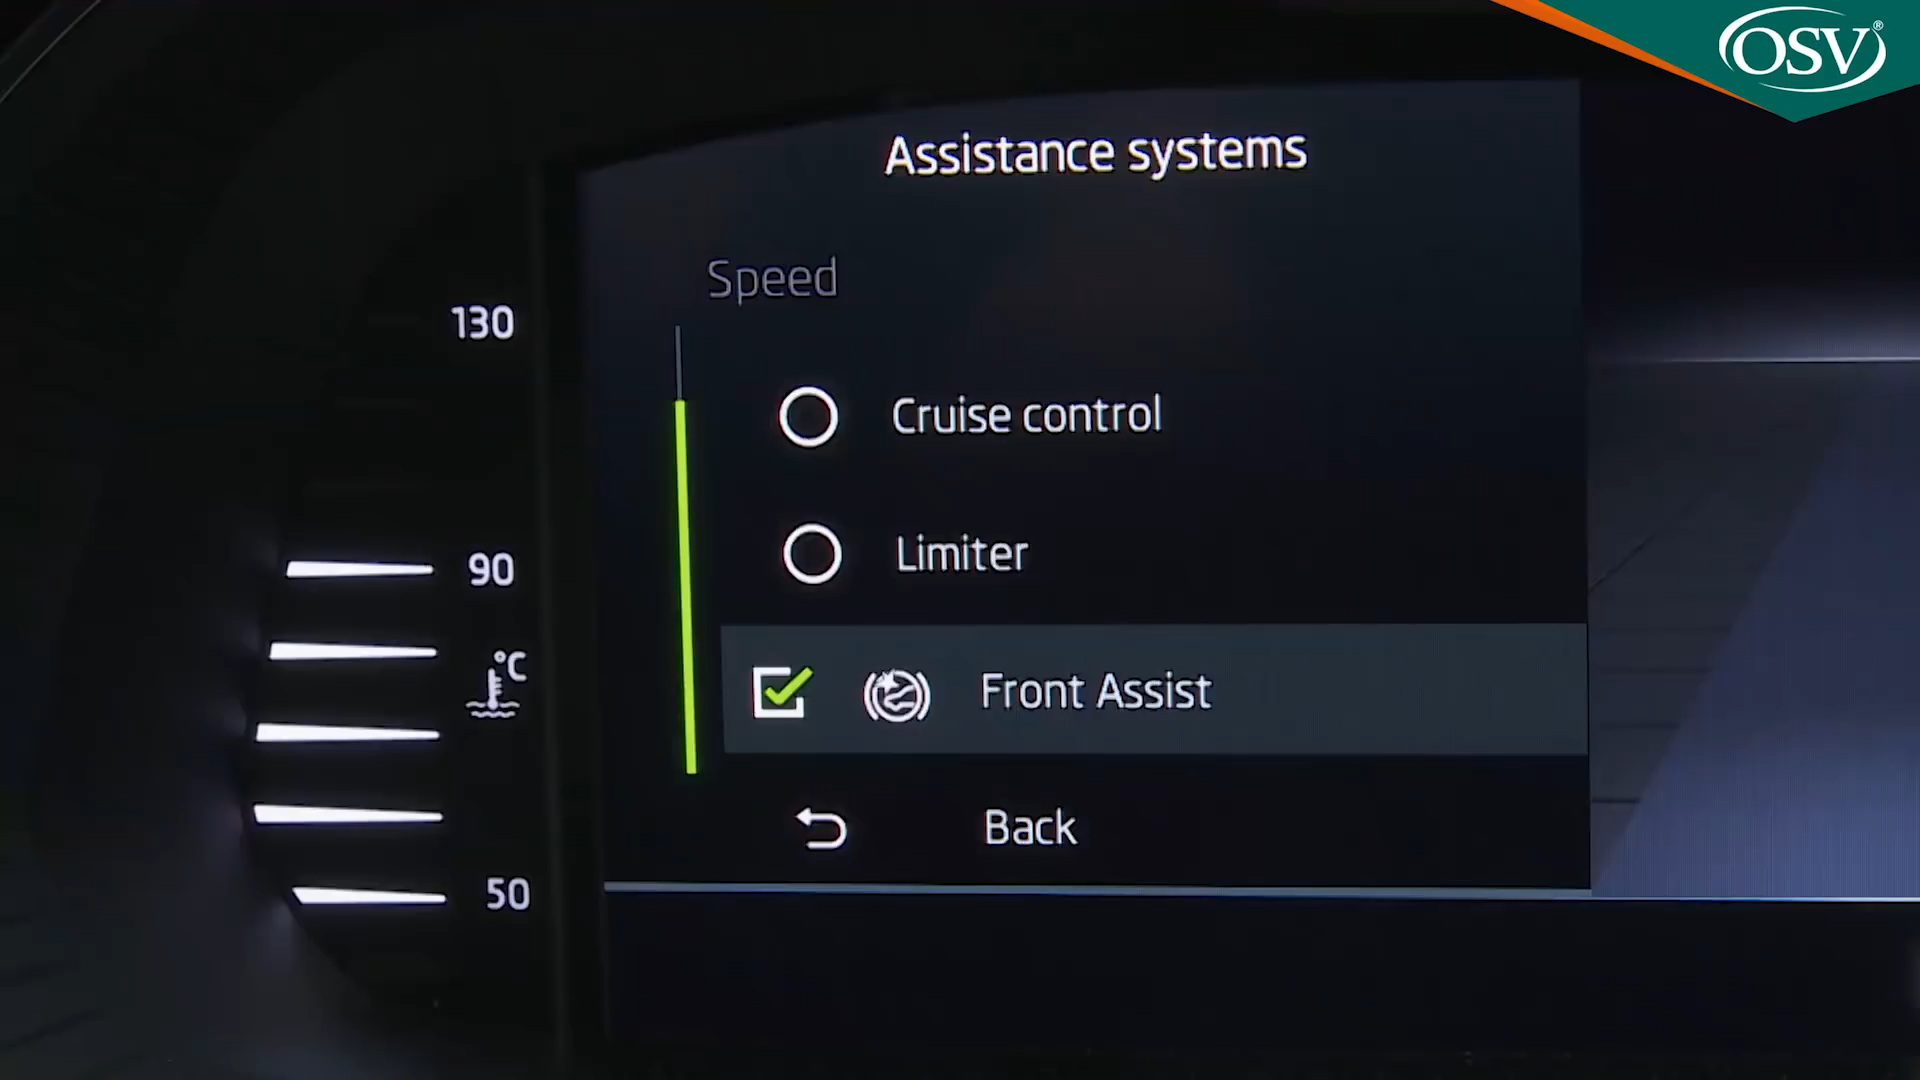 OSV®
Assistance systems
Speed
130
Cruise control
90
Limiter
°C
Front Assist
Back
50